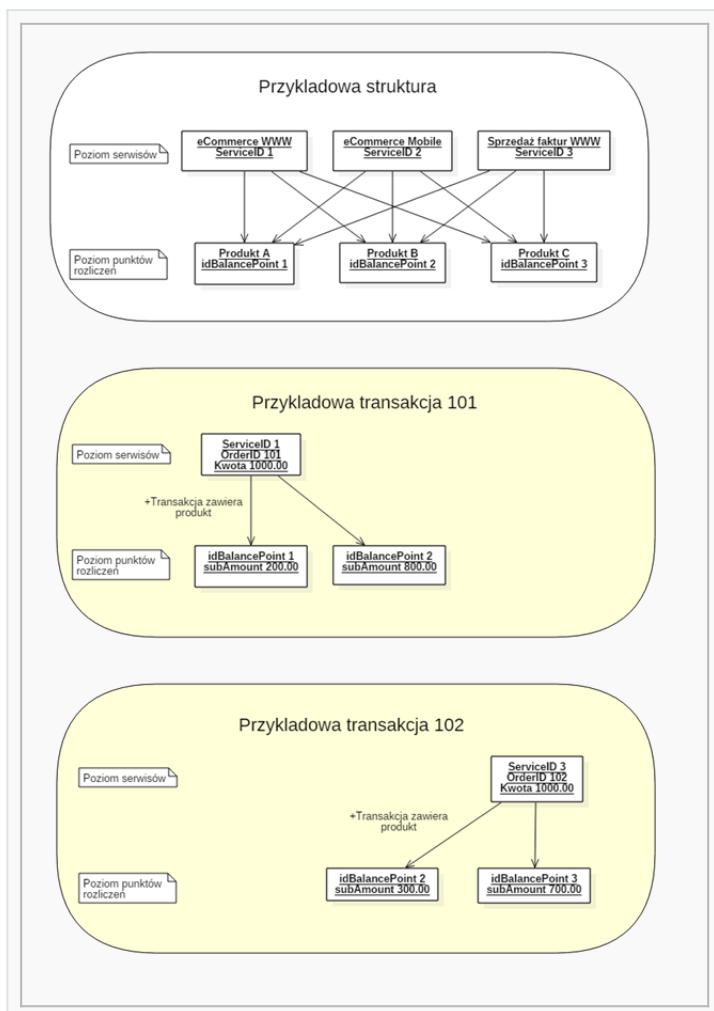 Przykladowa struktura
Poziom serwisów
eCommerce WWW
ServiceID 1
eCommerce Mobile
ServiceID 2
Sprzedaż faktur WWW
ServiceID 3
Poziom punktów
rozliczeń
Produkt A
idBalancePoint 1
Produkt B
idBalancePoint 2
Produkt C
idBalancePoint 3
Przykladowa transakcja 101
Poziom serwisów
ServiceID 1
OrderID 101
Kwota 1000.00
+Transakcja zawiera
produkt
Poziom punktów
rozliczeń
idBalancePoint 1
subAmount 200.00
idBalancePoint 2
subAmount 800.00
Przykladowa transakcja 102
Poziom serwisów
ServiceID 3
OrderID 102
Kwota 1000.00
+Transakcja zawiera
produkt
Poziom punktów
rozliczeń
idBalancePoint 2
subAmount 300.00
idBalancePoint 3
subAmount 700.00